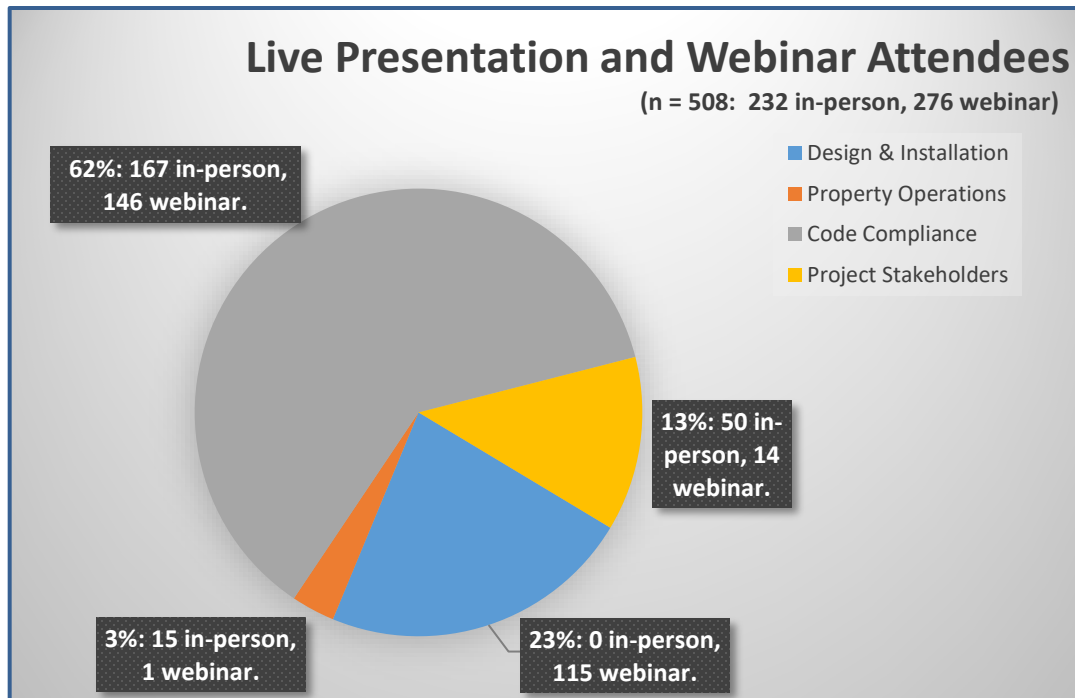 Live Presentation and Webinar Attendees
(n = 508:  232 in-person, 276 webinar)
62%: 167 in-person,
146 webinar.
Design & Installation
Property Operations
Code Compliance
Project Stakeholders
13%: 50 in-
person, 14
webinar.
3%: 15 in-person,
1 webinar.
23%: 0 in-person,
115 webinar.